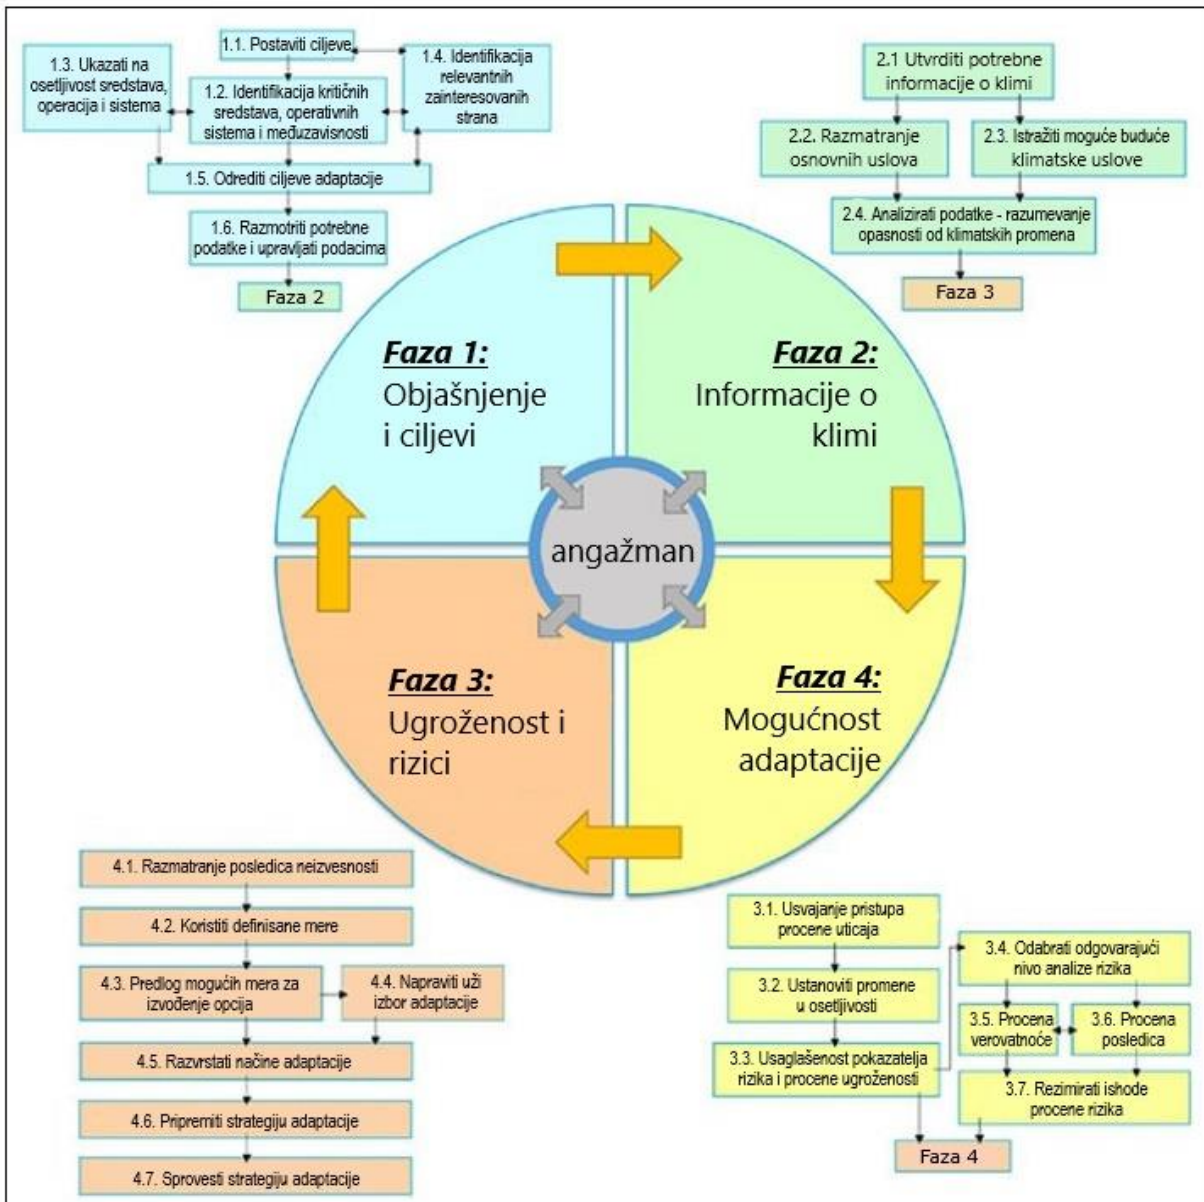 1.1. Postaviti ciljeve
1.3. Ukazati na
osetljivost sredstava,
operacija i sistema
1.2. Identifikacija kritičnih
sredstava, operativnih
sistema i međuzavisnosti
1.4. Identifikacija
relevantnih
zainteresovanih
strana
1.5. Odrediti ciljeve adaptacije
1.6. Razmotriti potrebne
podatke i upravljati podacima
Faza 2
2.1 Utvrditi potrebne
informacije o klimi
2.2. Razmatranje
osnovnih uslova
2.3. Istražiti moguće buduće
klimatske uslove
2.4. Analizirati podatke - razumevanje
opasnosti od klimatskih promena
Faza 3
Faza 1:
Objašnjenje
i ciljevi
Faza 2:
Informacije o
klimi
angažman
Faza 3:
Ugroženost i
rizici
Faza 4:
Mogućnost
adaptacije
4.1. Razmatranje posledica neizvesnosti
4.2. Koristiti definisane mere
4.3. Predlog mogućih mera za
izvođenje opcija
4.4. Napraviti uži
izbor adaptacije
4.5. Razvrstati načine adaptacije
4.6. Pripremiti strategiju adaptacije
4.7. Sprovesti strategiju adaptacije
3.1. Usvajanje pristupa
procene uticaja
3.2. Ustanoviti promene
u osetljivosti
3.3. Usaglašenost pokazatelja
rizika i procene ugroženosti
3.4. Odabrati odgovarajući
nivo analize rizika
3.5. Procena
verovatnoće
3.6. Procena
posledica
3.7. Rezimirati ishode
procene rizika
Faza 4